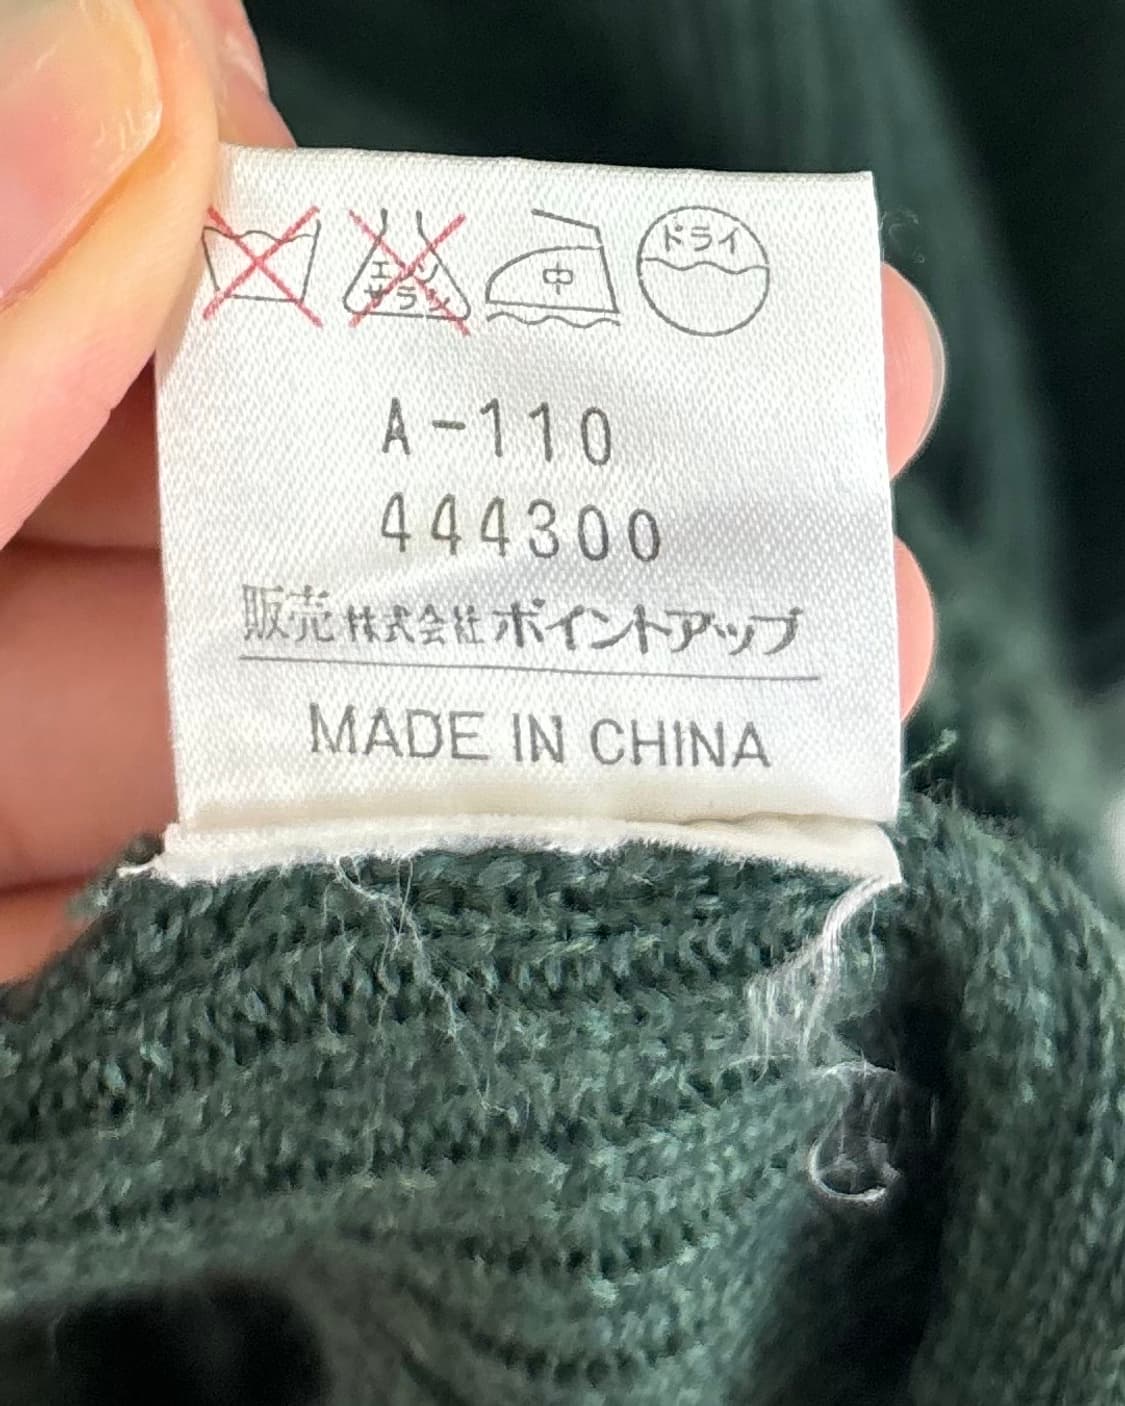 エンソ サラシ 中 ドライ
A-110
444300
販売 株式会社ポイントアップ
MADE IN CHINA